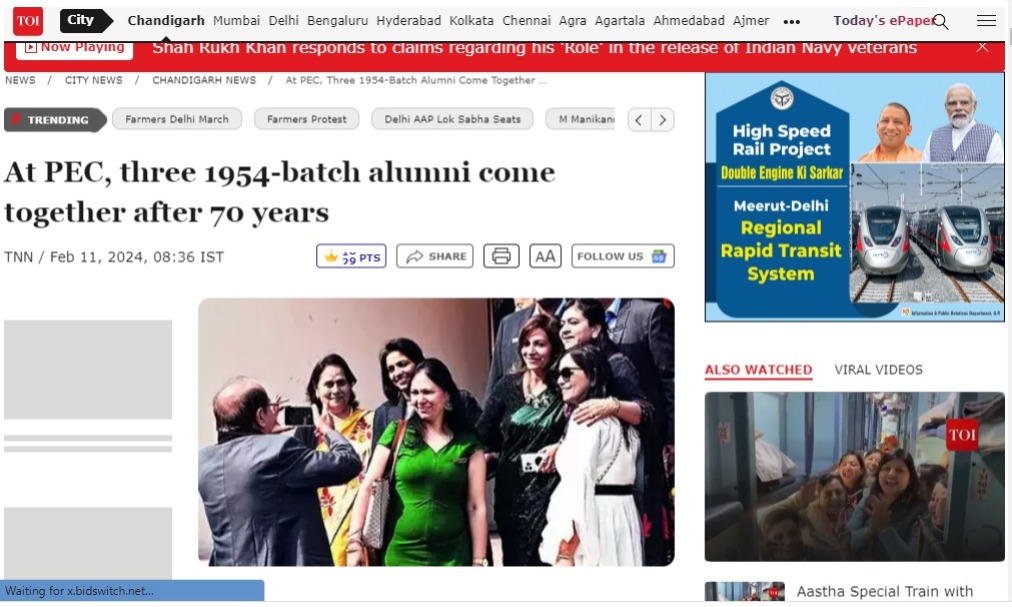 TOI City Chandigarh Mumbai Delhi Bengaluru Hyderabad Kolkata Chennai Agra Agartala Ahmedabad Ajmer ••• Today's ePaper
Now Playing Shah Rukh Khan responds to claims regarding his 'Role' in the release of Indian Navy veterans
NEWS / CITY NEWS / CHANDIGARH NEWS / At PEC, Three 1954-Batch Alumni Come Together ...
TRENDING Farmers Delhi March Farmers Protest Delhi AAP Lok Sabha Seats M Manikan
At PEC, three 1954-batch alumni come
together after 70 years
TNN / Feb 11, 2024, 08:36 IST
PTS SHARE AA FOLLOW US
High Speed
Rail Project
Double Engine Ki Sarkar
Meerut-Delhi
Regional
Rapid Transit
System
Information & Public Relations Department, U.P.
ALSO WATCHED VIRAL VIDEOS
TOI
Aastha Special Train with
Waiting for x.bidswitch.net...